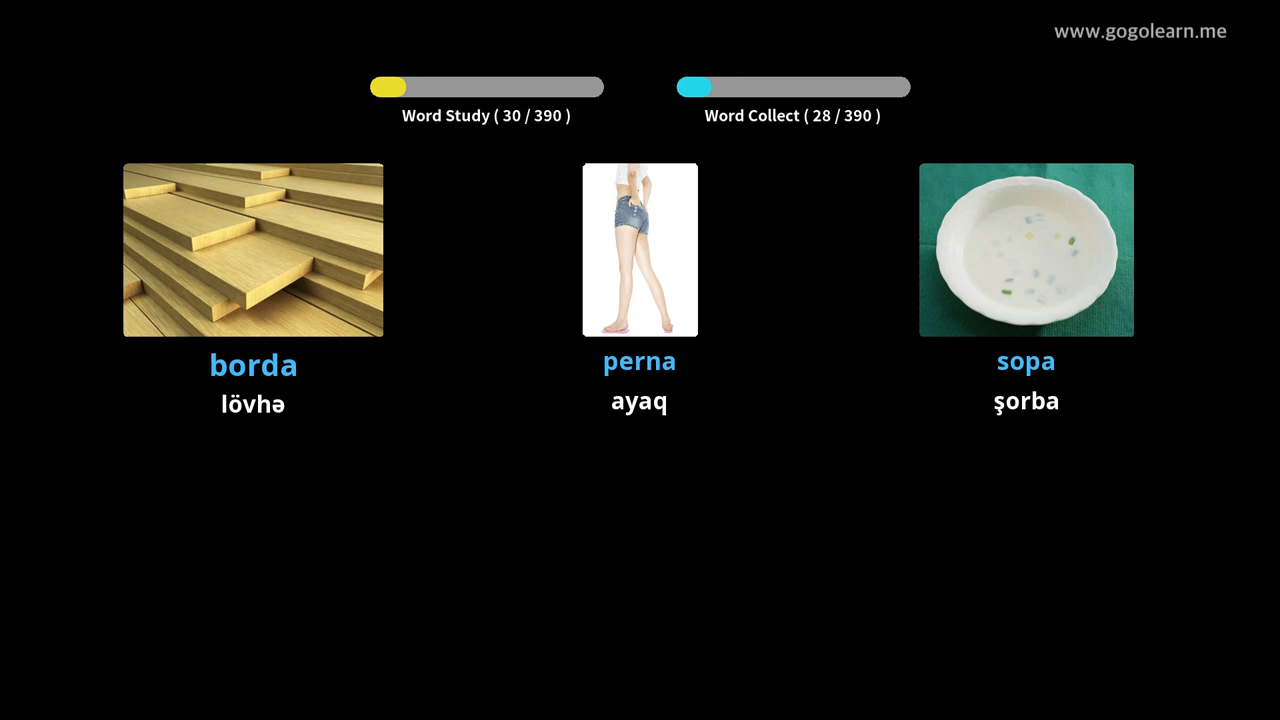 www.gogolearn.me
Word Study ( 30 / 390 )
Word Collect ( 28 / 390 )
borda
lövhə
perna
ayaq
sopa
şorba